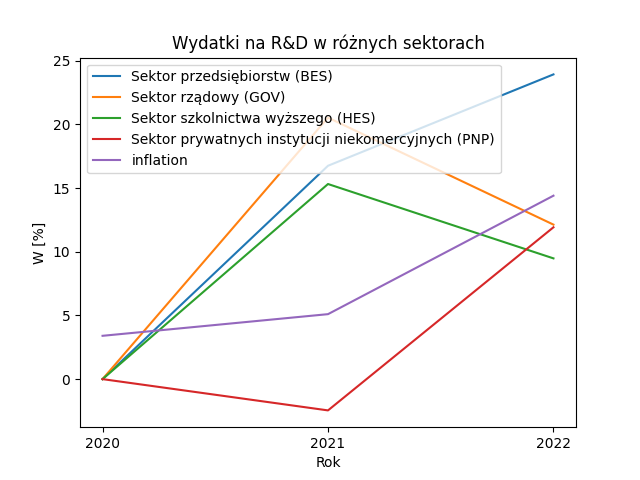 Wydatki na R&D w różnych sektorach
25
20
15
10
5
0
W [%]
Sektor przedsiębiorstw (BES)
Sektor rządowy (GOV)
Sektor szkolnictwa wyższego (HES)
Sektor prywatnych instytucji niekomercyjnych (PNP)
inflation
2020
2021
2022
Rok